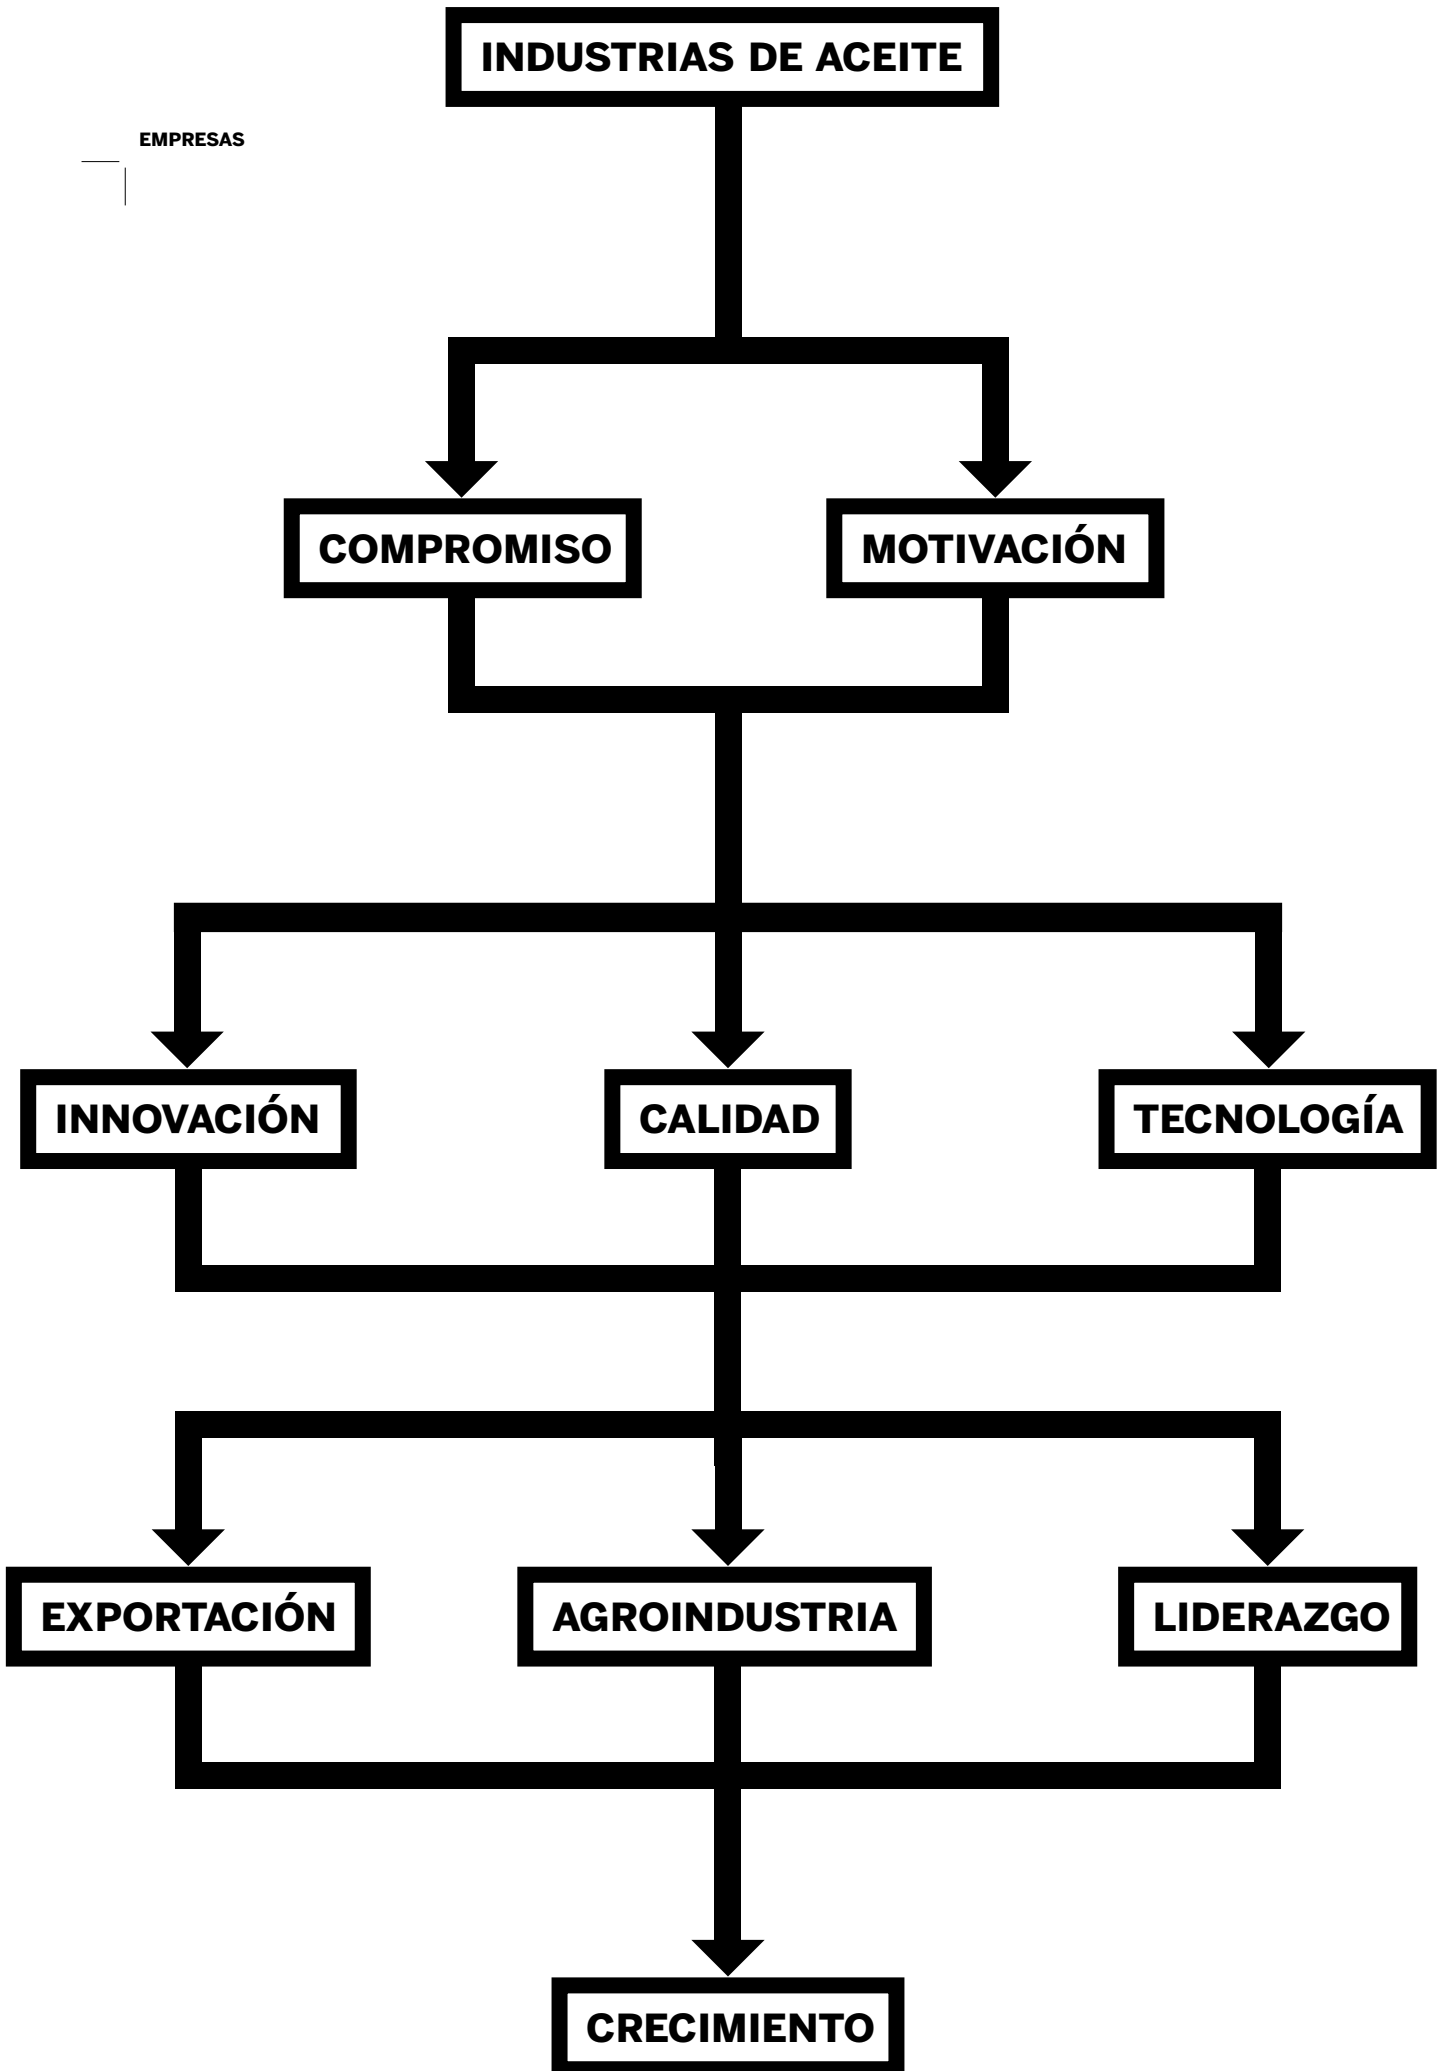 INDUSTRIAS DE ACEITE
EMPRESAS
COMPROMISO
MOTIVACIÓN
INNOVACIÓN
CALIDAD
TECNOLOGÍA
EXPORTACIÓN
AGROINDUSTRIA
LIDERAZGO
CRECIMIENTO